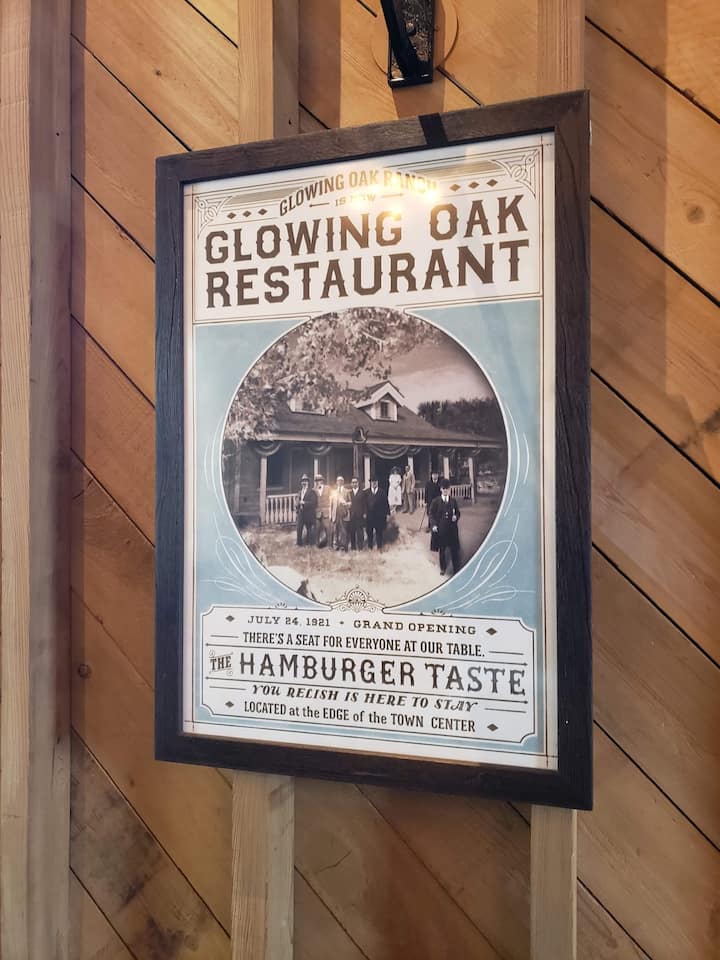 GLOWING OAK RANCH
IS NOW
GLOWING OAK
RESTAURANT
JULY 24, 1921 • GRAND OPENING
THERE'S A SEAT FOR EVERYONE AT OUR TABLE.
THE HAMBURGER TASTE
YOU RELISH IS HERE TO STAY
LOCATED at the EDGE of the TOWN CENTER